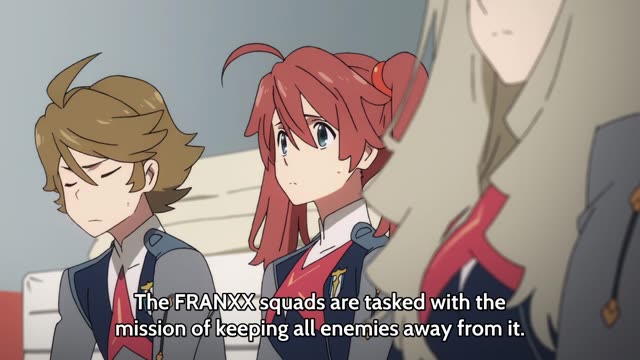 The FRANXX squads are tasked with the
mission of keeping all enemies away from it.